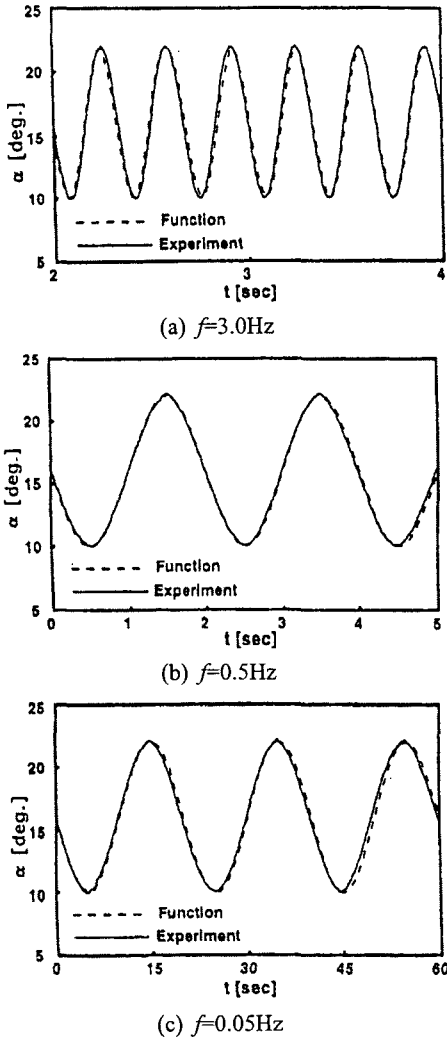 25
20
15
10
5
α [deg.]
Function
Experiment
2
3
4
t [sec]
(a) f=3.0Hz
25
20
15
10
5
α [deg.]
Function
Experiment
0
1
2
3
4
5
t [sec]
(b) f=0.5Hz
25
20
15
10
5
α [deg.]
Function
Experiment
0
15
30
45
60
t [sec]
(c) f=0.05Hz